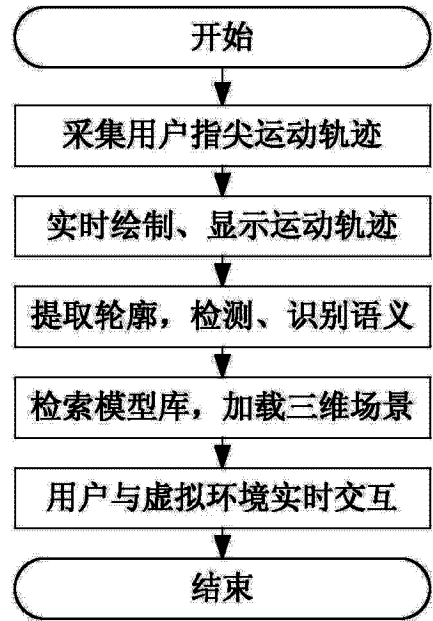 开始
采集用户指尖运动轨迹
实时绘制、显示运动轨迹
提取轮廓，检测、识别语义
检索模型库，加载三维场景
用户与虚拟环境实时交互
结束